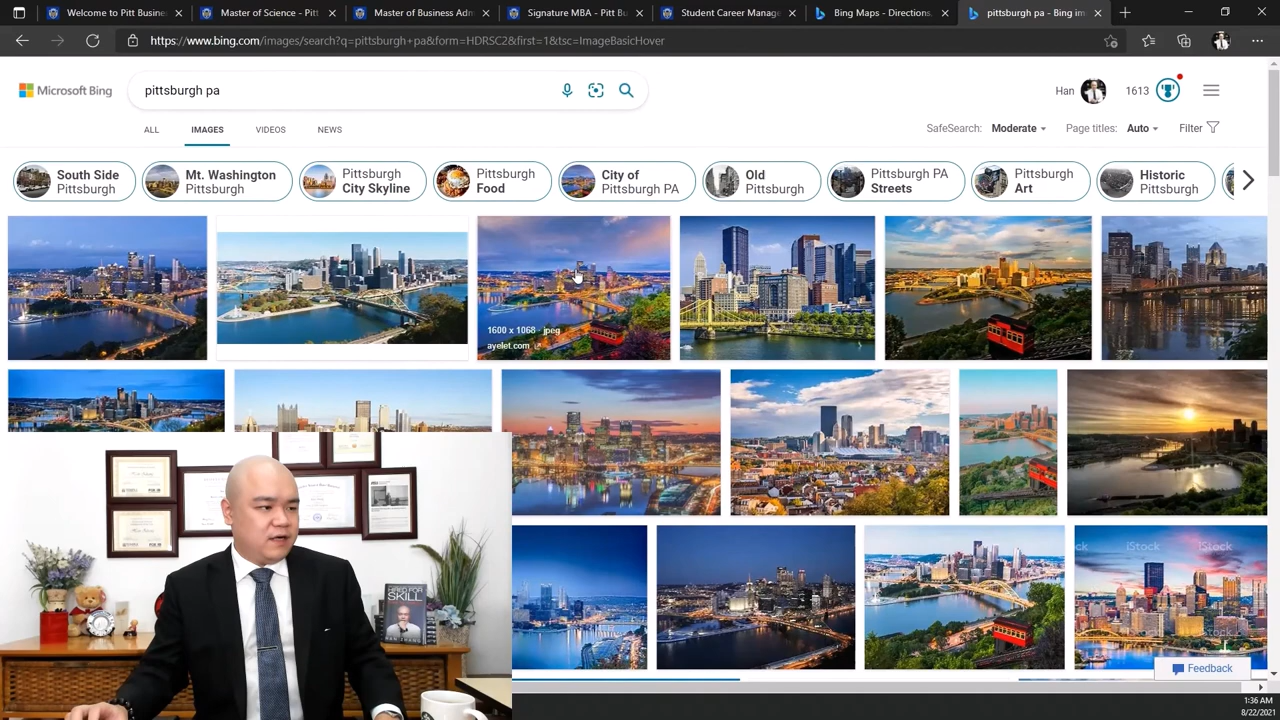 Welcome to Pitt Busine
Master of Science - Pitt
Master of Business Adm
Signature MBA - Pitt Bu
Student Career Manage
Bing Maps - Directions,
pittsburgh pa - Bing im
https://www.bing.com/images/search?q=pittsburgh+pa&form=HDRSC2&first=1&tsc=ImageBasicHover
Microsoft Bing
pittsburgh pa
Han
1613
ALL
IMAGES
VIDEOS
NEWS
SafeSearch: Moderate
Page titles: Auto
Filter
South Side
Pittsburgh
Mt. Washington
Pittsburgh
Pittsburgh
City Skyline
Pittsburgh
Food
City of
Pittsburgh PA
Old
Pittsburgh
Pittsburgh PA
Streets
Pittsburgh
Art
Historic
Pittsburgh
1600 x 1068 · jpeg
ayelet.com
iStock
iStock
SKILL
Feedback
1:36 AM
8/22/2021